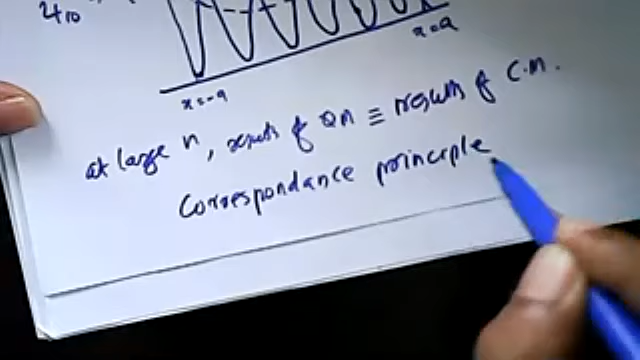 ψ10
x=-a
x=a
at large n, results of QM ≡ results of C.M.
Correspondance principle